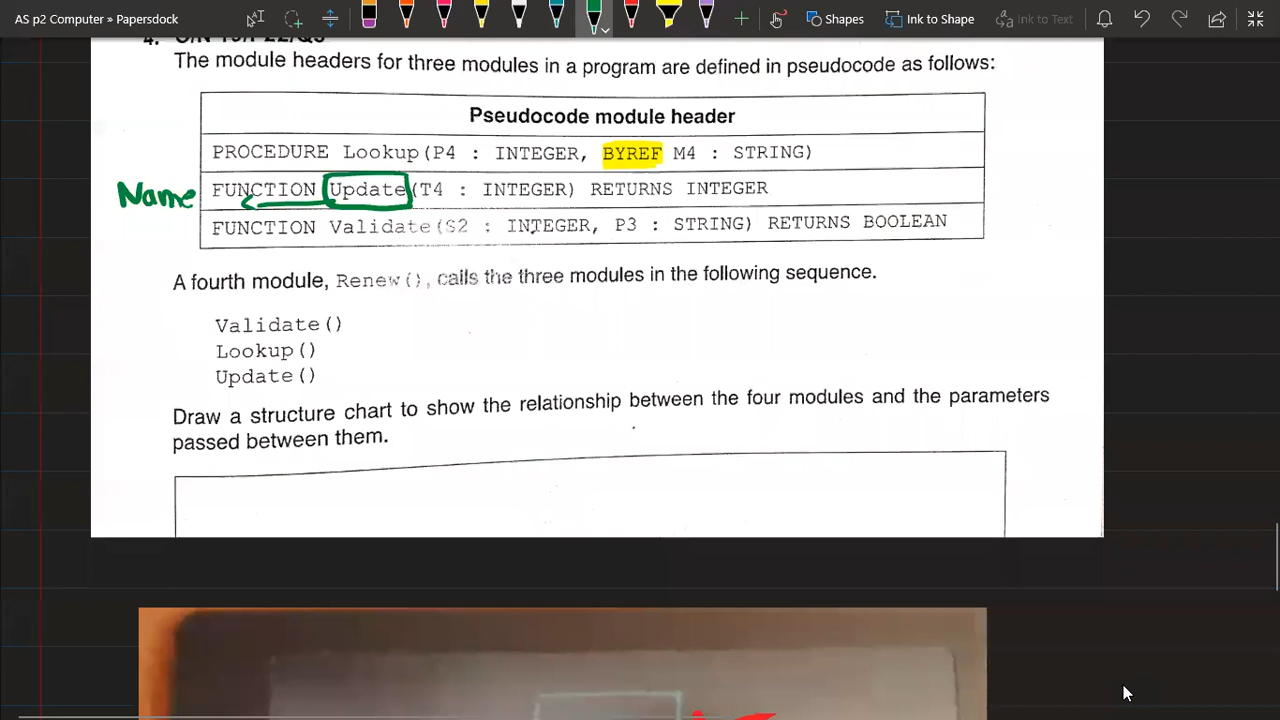 AS p2 Computer » Papersdock
Shapes
Ink to Shape
Ink to Text
The module headers for three modules in a program are defined in pseudocode as follows:
Pseudocode module header
PROCEDURE Lookup(P4 : INTEGER, BYREF M4 : STRING)
Name
FUNCTION Update(T4 : INTEGER) RETURNS INTEGER
FUNCTION Validate(S2 : INTEGER, P3 : STRING) RETURNS BOOLEAN
A fourth module, Renew(), calls the three modules in the following sequence.
Validate()
Lookup()
Update()
Draw a structure chart to show the relationship between the four modules and the parameters
passed between them.